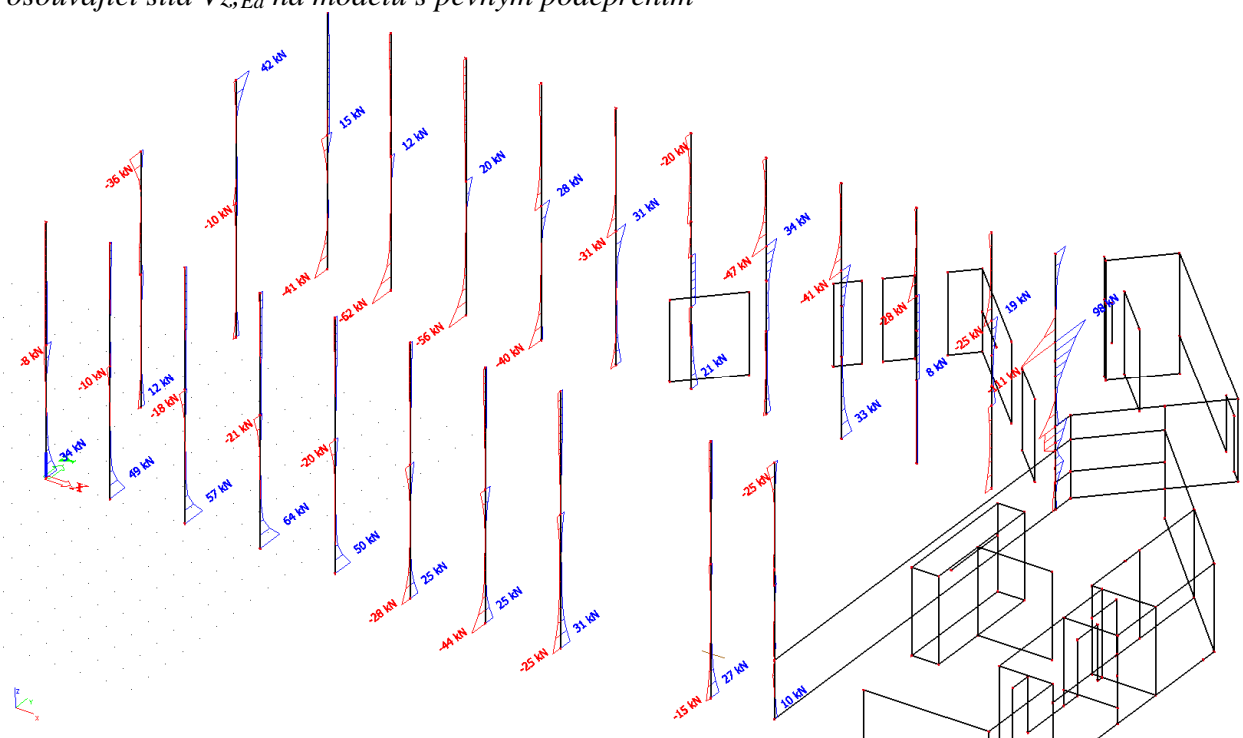 osouvající síla V_z,Ed na modelu s pevným podepřením
42 kN
15 kN
12 kN
-36 kN
20 kN
-20 kN
28 kN
-10 kN
31 kN
34 kN
-31 kN
-47 kN
-41 kN
-41 kN
-62 kN
-28 kN
19 kN
98 kN
-56 kN
-25 kN
-8 kN
-40 kN
-10 kN
12 kN
21 kN
8 kN
-18 kN
33 kN
-21 kN
34 kN
-20 kN
49 kN
57 kN
-25 kN
64 kN
50 kN
25 kN
-28 kN
25 kN
-44 kN
31 kN
-25 kN
27 kN
-15 kN
10 kN
z
Y
x